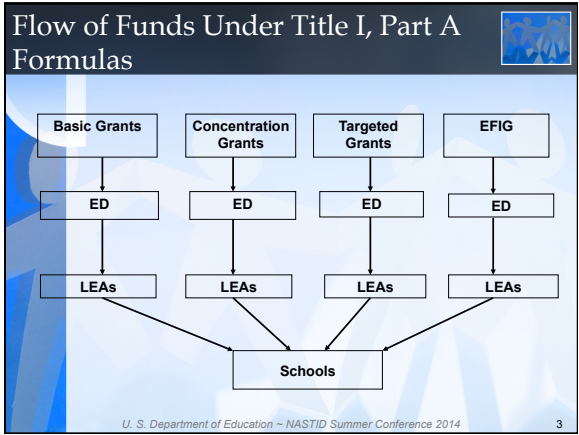 Flow of Funds Under Title I, Part A
Formulas
Basic Grants
Concentration
Grants
Targeted
Grants
EFIG
ED
ED
ED
ED
LEAs
LEAs
LEAs
LEAs
Schools
U. S. Department of Education ~ NASTID Summer Conference 2014
3